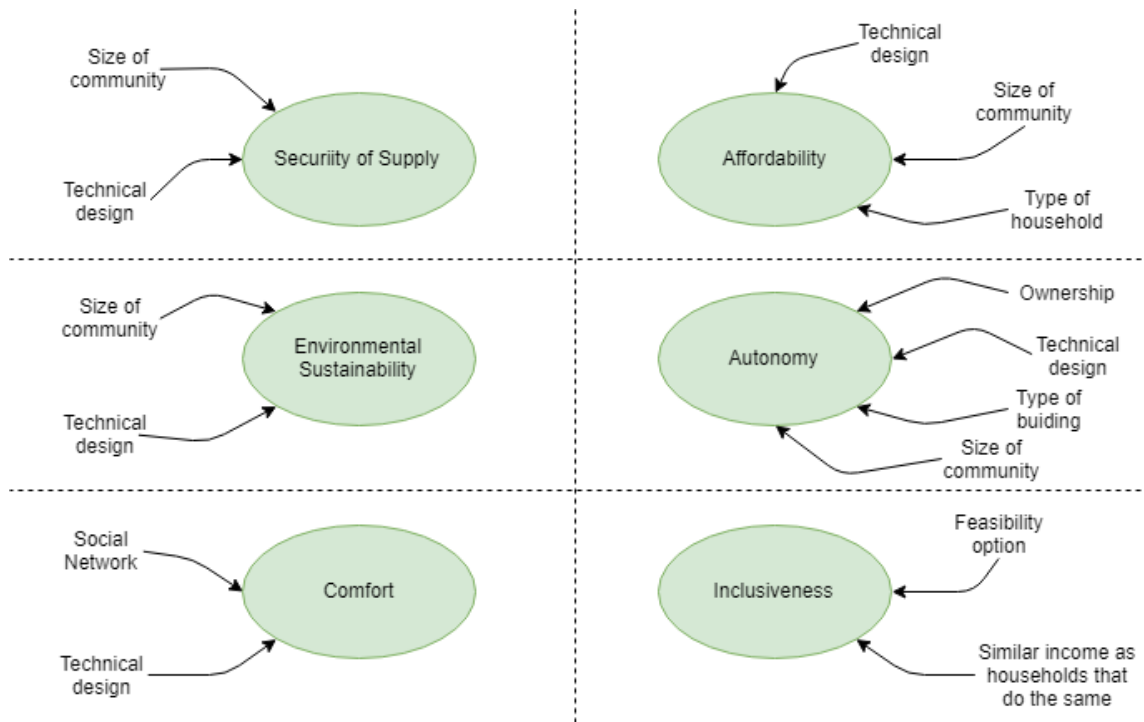 Size of
community
Technical
design
Securiity of Supply
Technical
design
Size of
community
Affordability
Type of
household
Size of
community
Environmental
Sustainability
Technical
design
Ownership
Technical
design
Autonomy
Type of
buiding
Size of
community
Social
Network
Comfort
Technical
design
Feasibility
option
Inclusiveness
Similar income as
households that
do the same